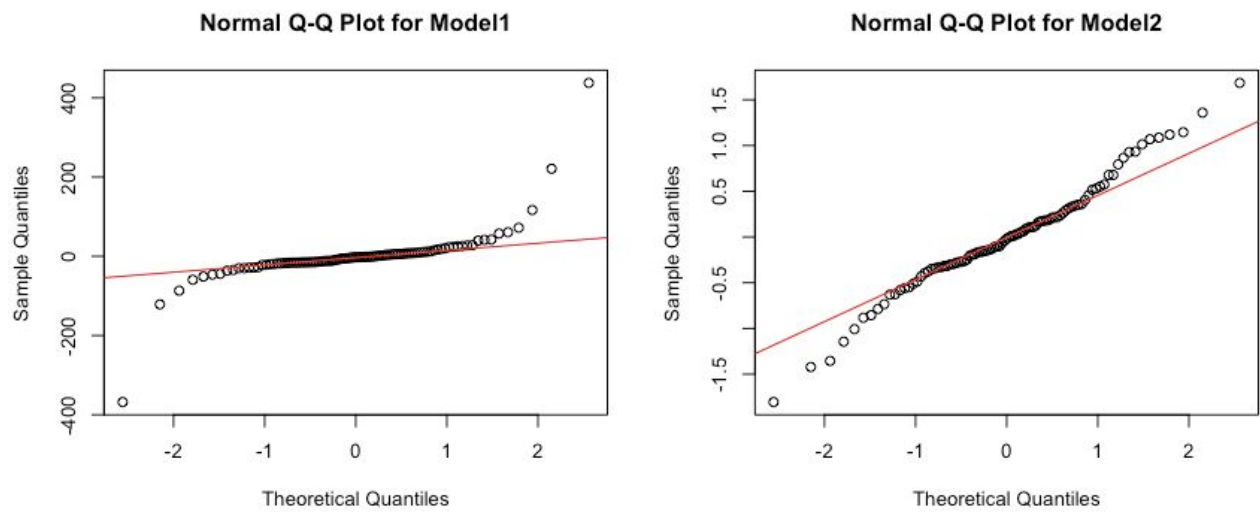 Normal Q-Q Plot for Model1
Sample Quantiles
400
200
0
-200
-400
-2 -1 0 1 2
Theoretical Quantiles
Normal Q-Q Plot for Model2
Sample Quantiles
1.5
1.0
0.5
-0.5
-1.5
-2 -1 0 1 2
Theoretical Quantiles